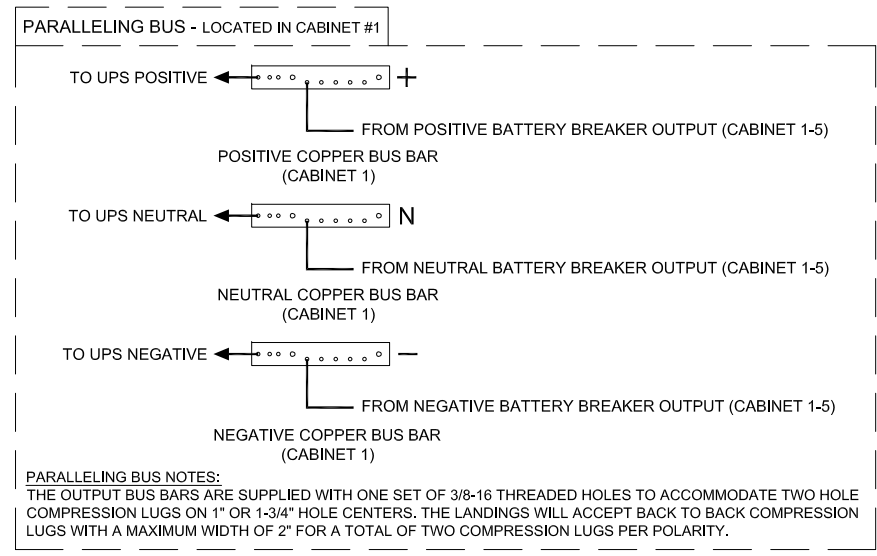 PARALLELING BUS - LOCATED IN CABINET #1
TO UPS POSITIVE
+
FROM POSITIVE BATTERY BREAKER OUTPUT (CABINET 1-5)
POSITIVE COPPER BUS BAR
(CABINET 1)
TO UPS NEUTRAL
N
FROM NEUTRAL BATTERY BREAKER OUTPUT (CABINET 1-5)
NEUTRAL COPPER BUS BAR
(CABINET 1)
TO UPS NEGATIVE
—
FROM NEGATIVE BATTERY BREAKER OUTPUT (CABINET 1-5)
NEGATIVE COPPER BUS BAR
(CABINET 1)
PARALLELING BUS NOTES:
THE OUTPUT BUS BARS ARE SUPPLIED WITH ONE SET OF 3/8-16 THREADED HOLES TO ACCOMMODATE TWO HOLE
COMPRESSION LUGS ON 1" OR 1-3/4" HOLE CENTERS. THE LANDINGS WILL ACCEPT BACK TO BACK COMPRESSION
LUGS WITH A MAXIMUM WIDTH OF 2" FOR A TOTAL OF TWO COMPRESSION LUGS PER POLARITY.